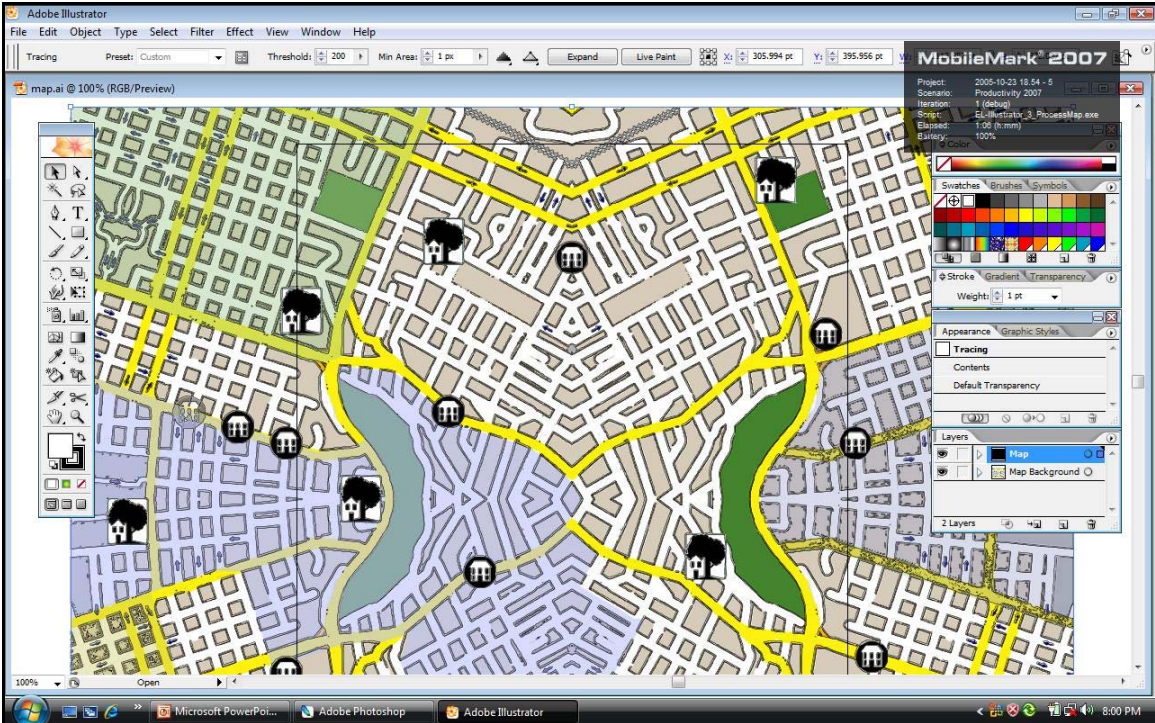 Adobe Illustrator
File Edit Object Type Select Filter Effect View Window Help
Tracing Preset: Custom Threshold: 200 Min Area: 1 px Expand Live Paint X: 305.994 pt Y: 395.956 pt
MobileMark® 2007
Project: 2005-10-23 18.54 - 5
Scenario: Productivity 2007
Iteration: 1 (debug)
Script: EL-Illustrator_3_ProcessMap.exe
Elapsed: 1:06 (h:mm)
Battery: 100%
map.ai @ 100% (RGB/Preview)
Color
Swatches Brushes Symbols
Stroke Gradient Transparency
Weight: 1 pt
Appearance Graphic Styles
Tracing
Contents
Default Transparency
Layers
Map
Map Background
2 Layers
100% Open
Microsoft PowerPoi... Adobe Photoshop Adobe Illustrator 8:00 PM